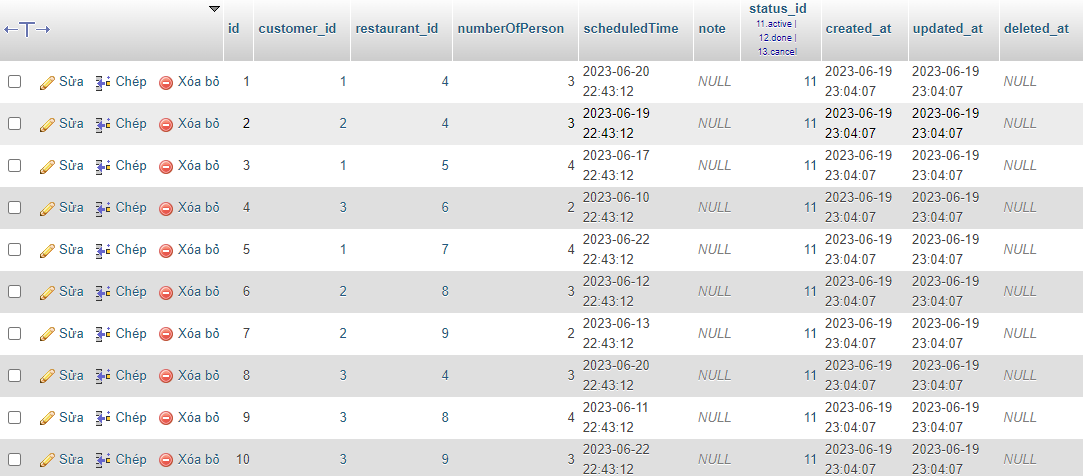 id customer_id restaurant_id numberOfPerson scheduledTime note status_id 11.active | 12.done | 13.cancel created_at updated_at deleted_at
Sửa Chép Xóa bỏ 1 1 4 3 2023-06-20 22:43:12 NULL 11 2023-06-19 23:04:07 2023-06-19 23:04:07 NULL
Sửa Chép Xóa bỏ 2 2 4 3 2023-06-19 22:43:12 NULL 11 2023-06-19 23:04:07 2023-06-19 23:04:07 NULL
Sửa Chép Xóa bỏ 3 1 5 4 2023-06-17 22:43:12 NULL 11 2023-06-19 23:04:07 2023-06-19 23:04:07 NULL
Sửa Chép Xóa bỏ 4 3 6 2 2023-06-10 22:43:12 NULL 11 2023-06-19 23:04:07 2023-06-19 23:04:07 NULL
Sửa Chép Xóa bỏ 5 1 7 4 2023-06-22 22:43:12 NULL 11 2023-06-19 23:04:07 2023-06-19 23:04:07 NULL
Sửa Chép Xóa bỏ 6 2 8 3 2023-06-12 22:43:12 NULL 11 2023-06-19 23:04:07 2023-06-19 23:04:07 NULL
Sửa Chép Xóa bỏ 7 2 9 2 2023-06-13 22:43:12 NULL 11 2023-06-19 23:04:07 2023-06-19 23:04:07 NULL
Sửa Chép Xóa bỏ 8 3 4 3 2023-06-20 22:43:12 NULL 11 2023-06-19 23:04:07 2023-06-19 23:04:07 NULL
Sửa Chép Xóa bỏ 9 3 8 4 2023-06-11 22:43:12 NULL 11 2023-06-19 23:04:07 2023-06-19 23:04:07 NULL
Sửa Chép Xóa bỏ 10 3 9 3 2023-06-22 22:43:12 NULL 11 2023-06-19 23:04:07 2023-06-19 23:04:07 NULL